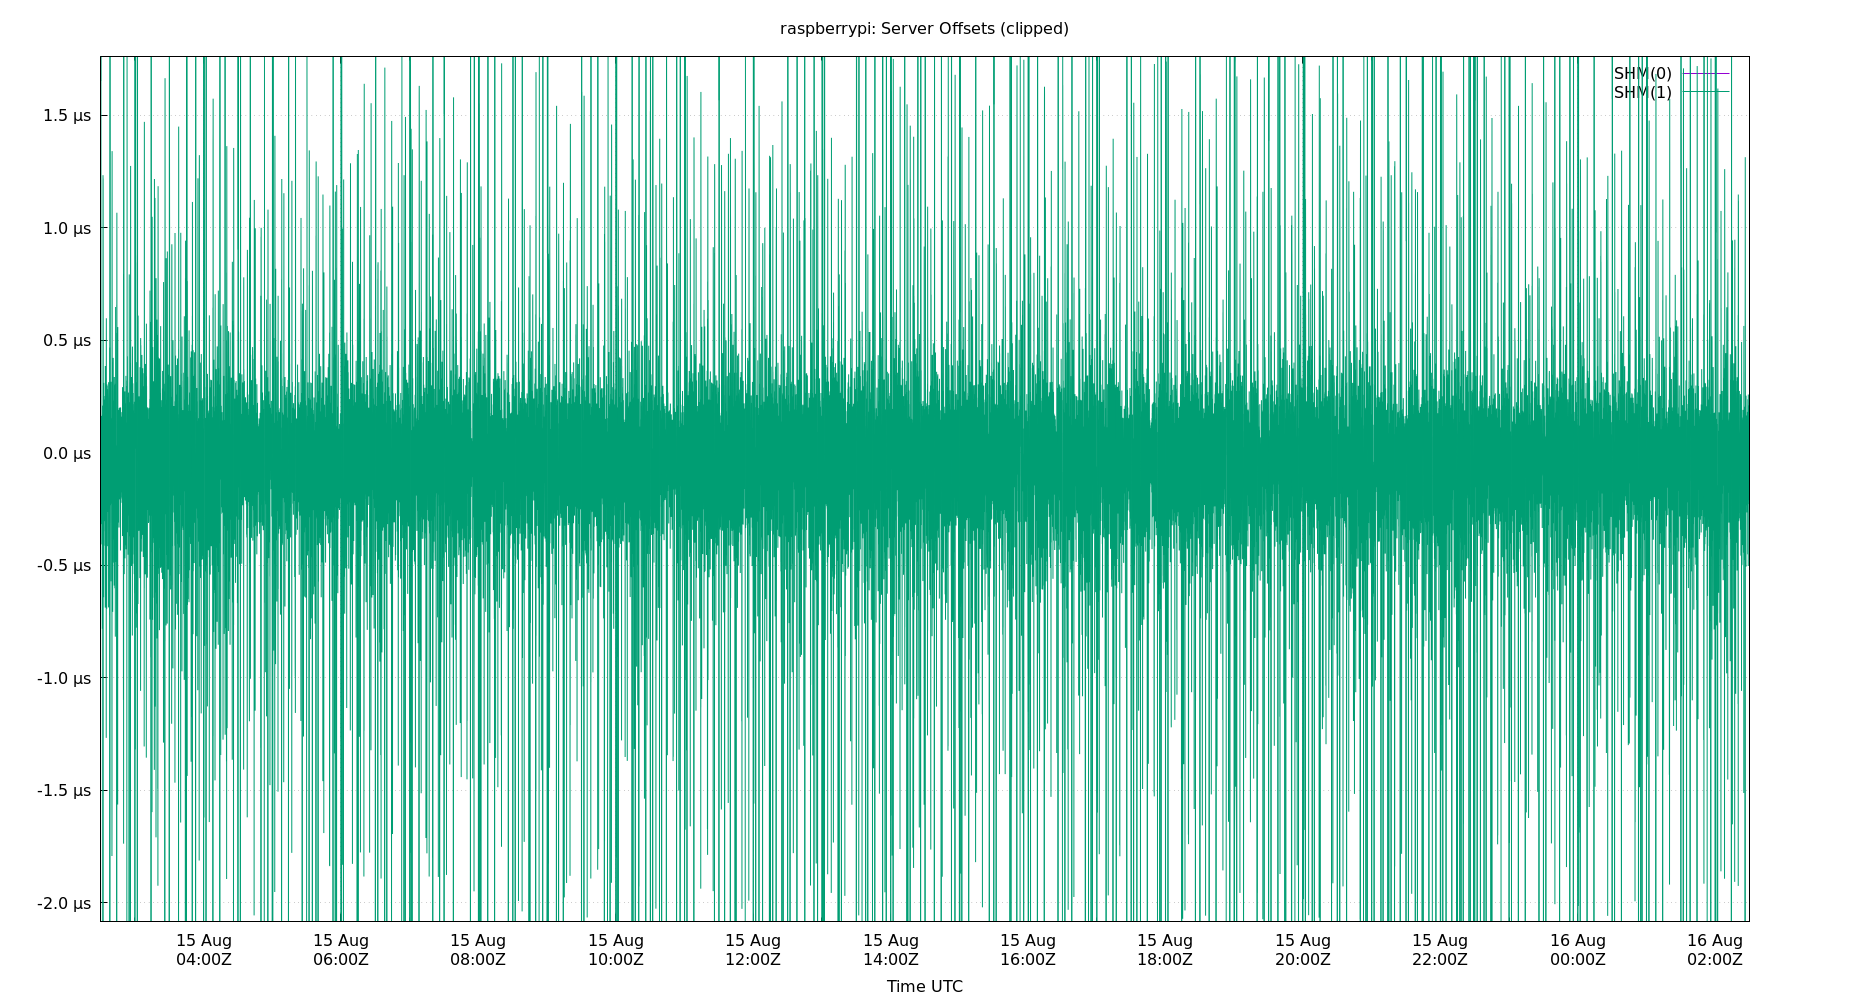 raspberrypi: Server Offsets (clipped)
SHM(0)
SHM(1)
1.5 µs
1.0 µs
0.5 µs
0.0 µs
-0.5 µs
-1.0 µs
-1.5 µs
-2.0 µs
15 Aug 15 Aug 15 Aug 15 Aug 15 Aug 15 Aug 15 Aug 15 Aug 15 Aug 15 Aug 16 Aug 16 Aug
04:00Z 06:00Z 08:00Z 10:00Z 12:00Z 14:00Z 16:00Z 18:00Z 20:00Z 22:00Z 00:00Z 02:00Z
Time UTC